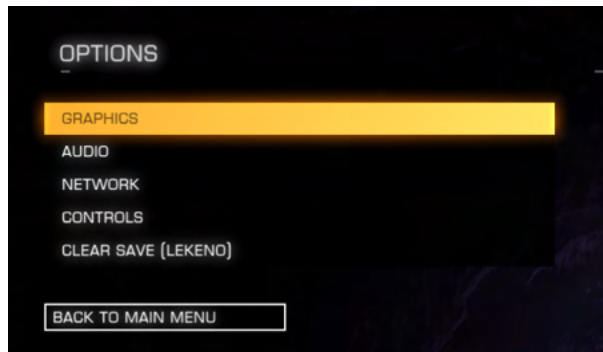 OPTIONS
GRAPHICS
AUDIO
NETWORK
CONTROLS
CLEAR SAVE (LEKENO)
BACK TO MAIN MENU